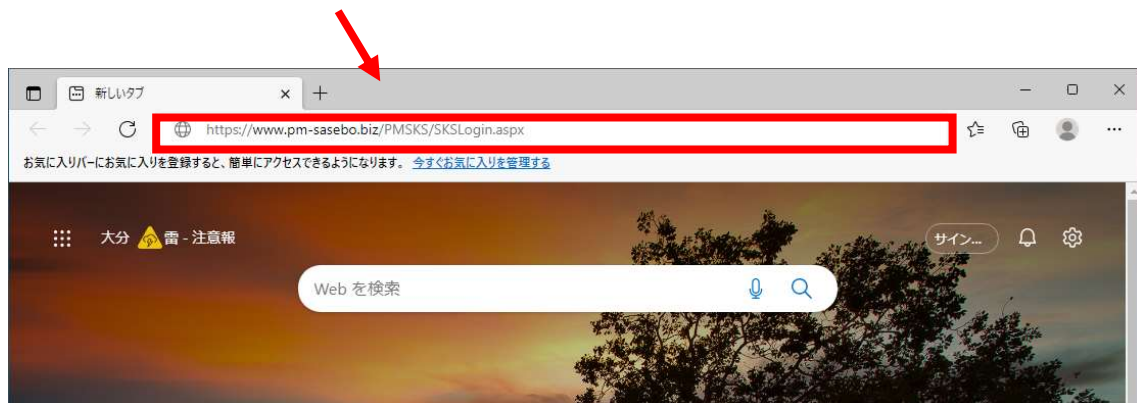 新しいタブ
https://www.pm-sasebo.biz/PMSKS/SKSLogin.aspx
お気に入りバーにお気に入りを登録すると、簡単にアクセスできるようになります。 今すぐお気に入りを管理する
大分 雷 - 注意報
サイン...
Web を検索